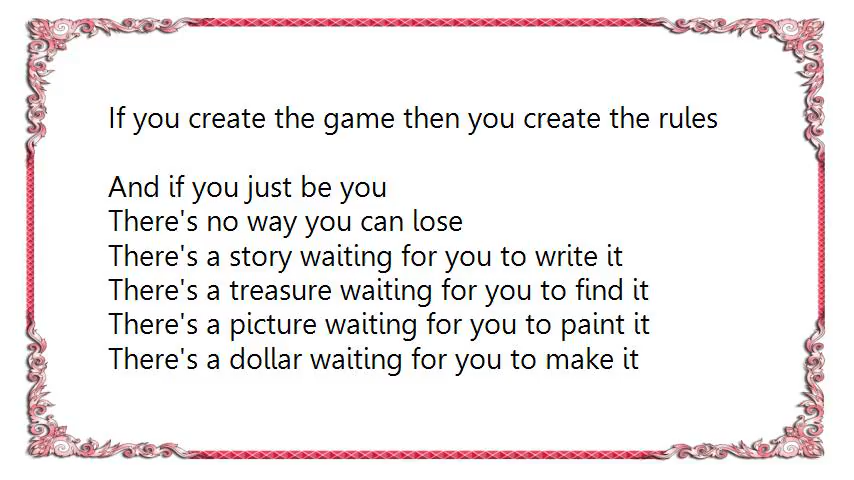 If you create the game then you create the rules
And if you just be you
There's no way you can lose
There's a story waiting for you to write it
There's a treasure waiting for you to find it
There's a picture waiting for you to paint it
There's a dollar waiting for you to make it